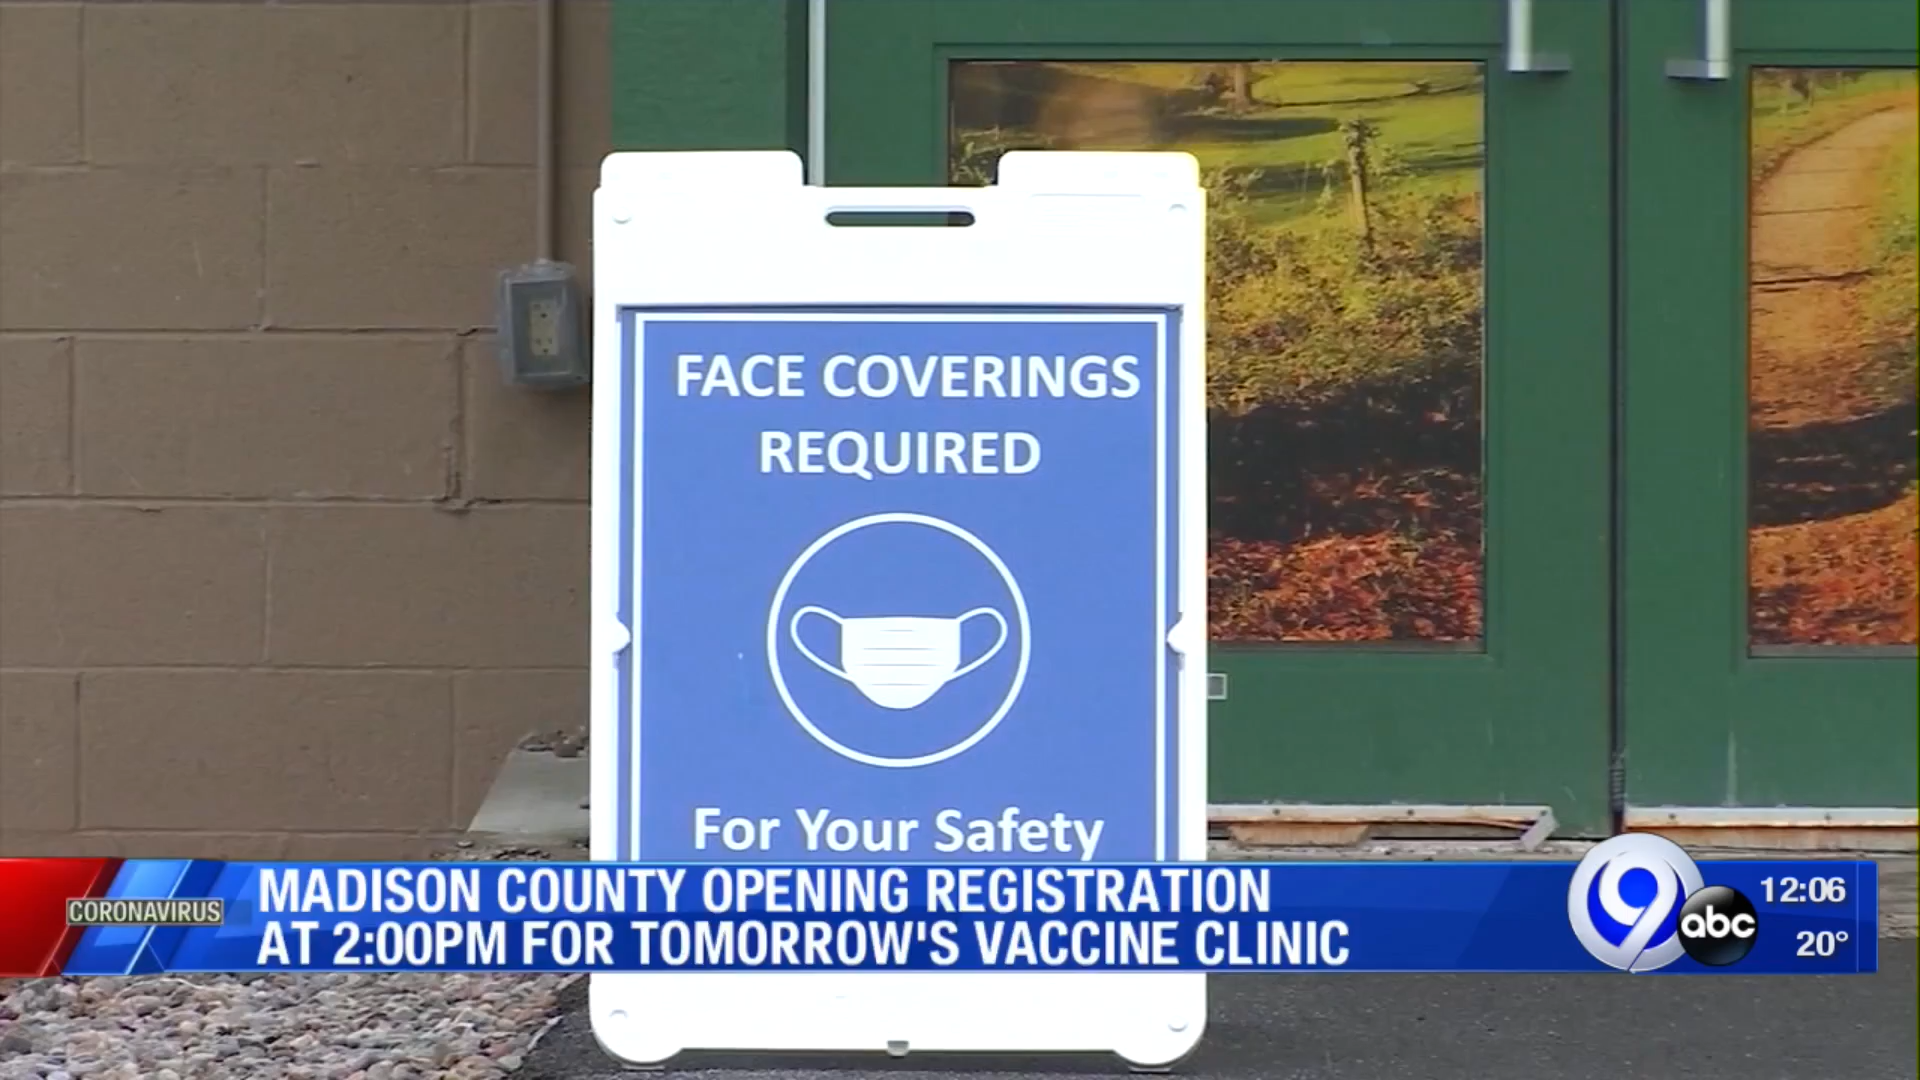 FACE COVERINGS
REQUIRED
For Your Safety
CORONAVIRUS
MADISON COUNTY OPENING REGISTRATION
AT 2:00PM FOR TOMORROW'S VACCINE CLINIC
9
abc
12:06
20°